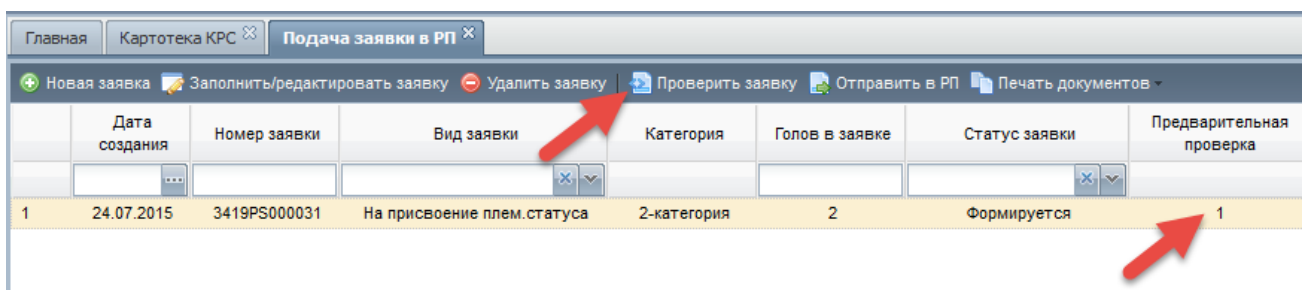 Главная Картотека КРС Подача заявки в РП
Новая заявка Заполнить/редактировать заявку Удалить заявку Проверить заявку Отправить в РП Печать документов
Дата создания Номер заявки Вид заявки Категория Голов в заявке Статус заявки Предварительная проверка
1 24.07.2015 3419PS000031 На присвоение плем.статуса 2-категория 2 Формируется 1